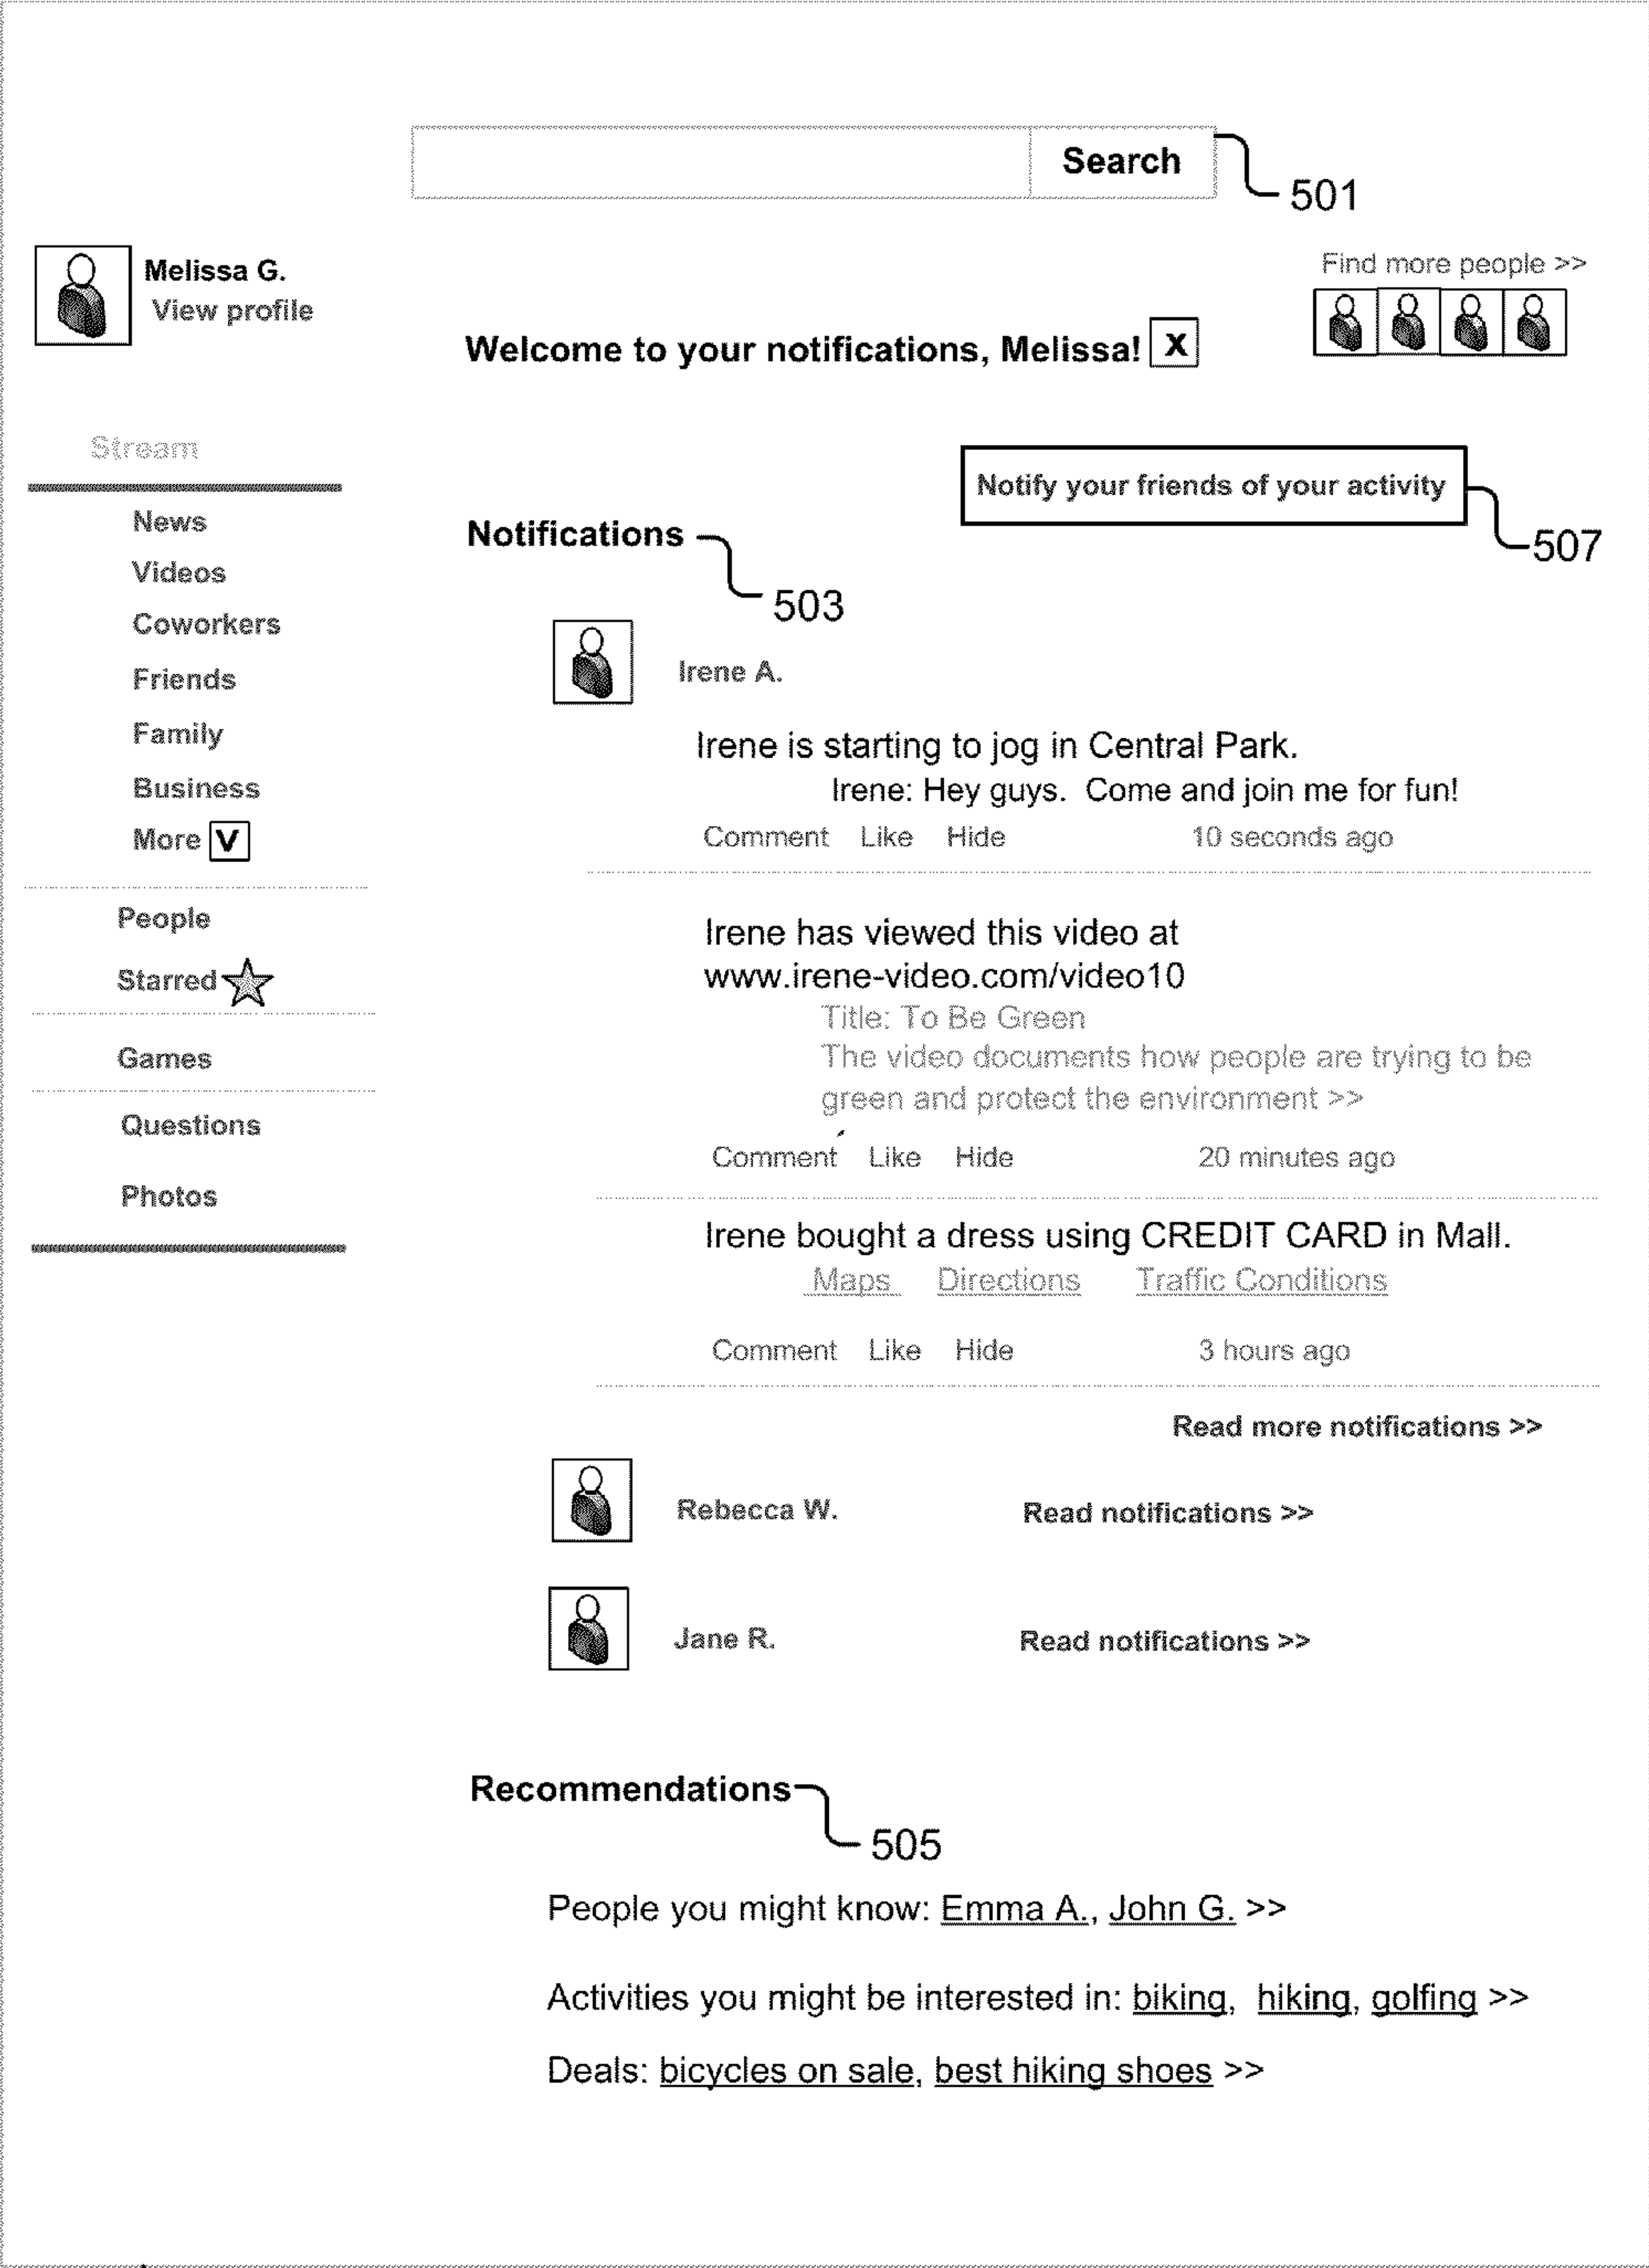 Search
501
Melissa G.
View profile
Find more people >>
Welcome to your notifications, Melissa! X
Stream
News
Videos
Coworkers
Friends
Family
Business
More V
People
Starred
Games
Questions
Photos
Notify your friends of your activity
507
Notifications
503
Irene A.
Irene is starting to jog in Central Park.
Irene: Hey guys. Come and join me for fun!
Comment Like Hide 10 seconds ago
Irene has viewed this video at
www.irene-video.com/video10
Title: To Be Green
The video documents how people are trying to be
green and protect the environment >>
Comment Like Hide 20 minutes ago
Irene bought a dress using CREDIT CARD in Mall.
Maps Directions Traffic Conditions
Comment Like Hide 3 hours ago
Read more notifications >>
Rebecca W. Read notifications >>
Jane R. Read notifications >>
Recommendations
505
People you might know: Emma A., John G. >>
Activities you might be interested in: biking, hiking, golfing >>
Deals: bicycles on sale, best hiking shoes >>